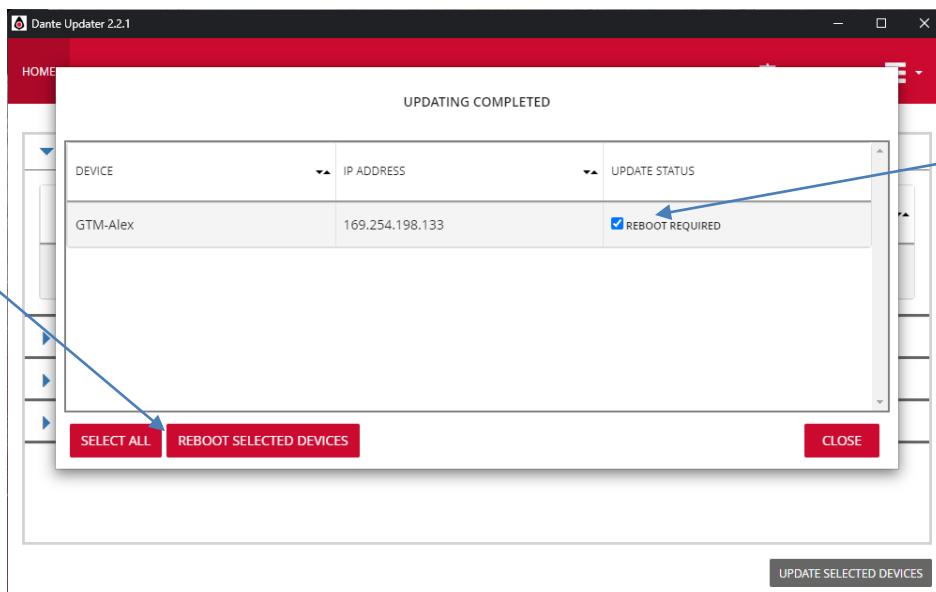 Dante Updater 2.2.1
HOME
UPDATING COMPLETED
DEVICE IP ADDRESS UPDATE STATUS
GTM-Alex 169.254.198.133 REBOOT REQUIRED
SELECT ALL REBOOT SELECTED DEVICES CLOSE
UPDATE SELECTED DEVICES